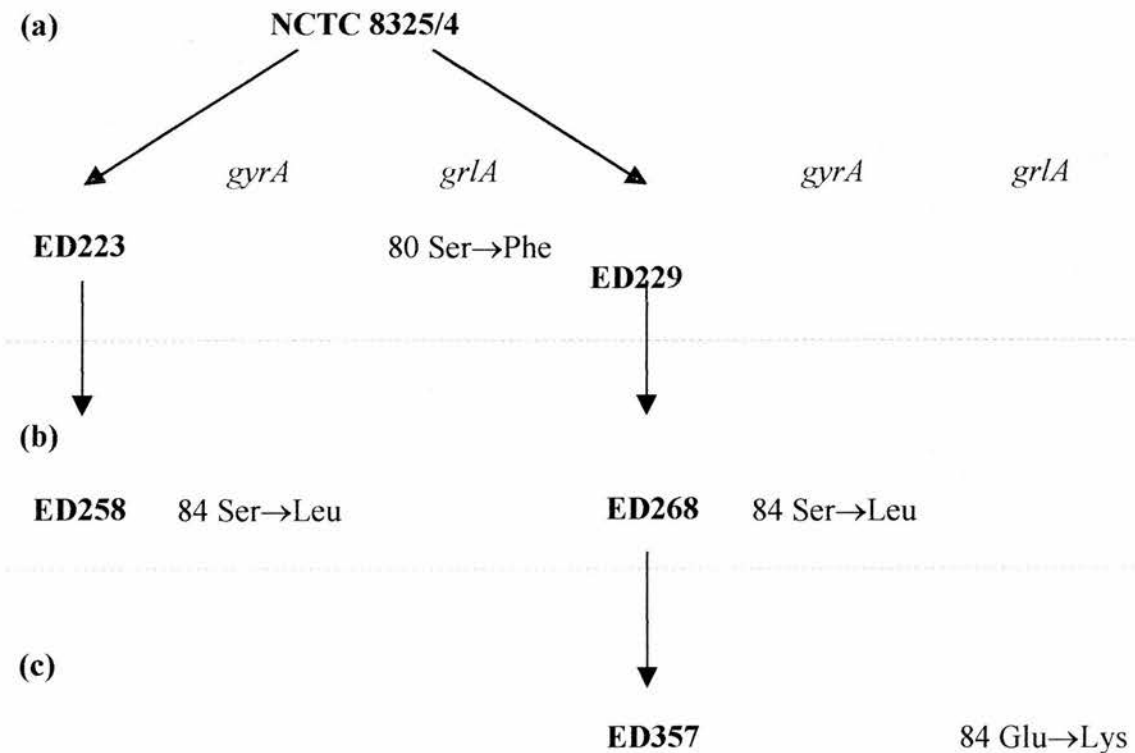 (a) NCTC 8325/4
gyrA grlA gyrA grlA
ED223 80 Ser→Phe
ED229
(b)
ED258 84 Ser→Leu ED268 84 Ser→Leu
(c)
ED357 84 Glu→Lys